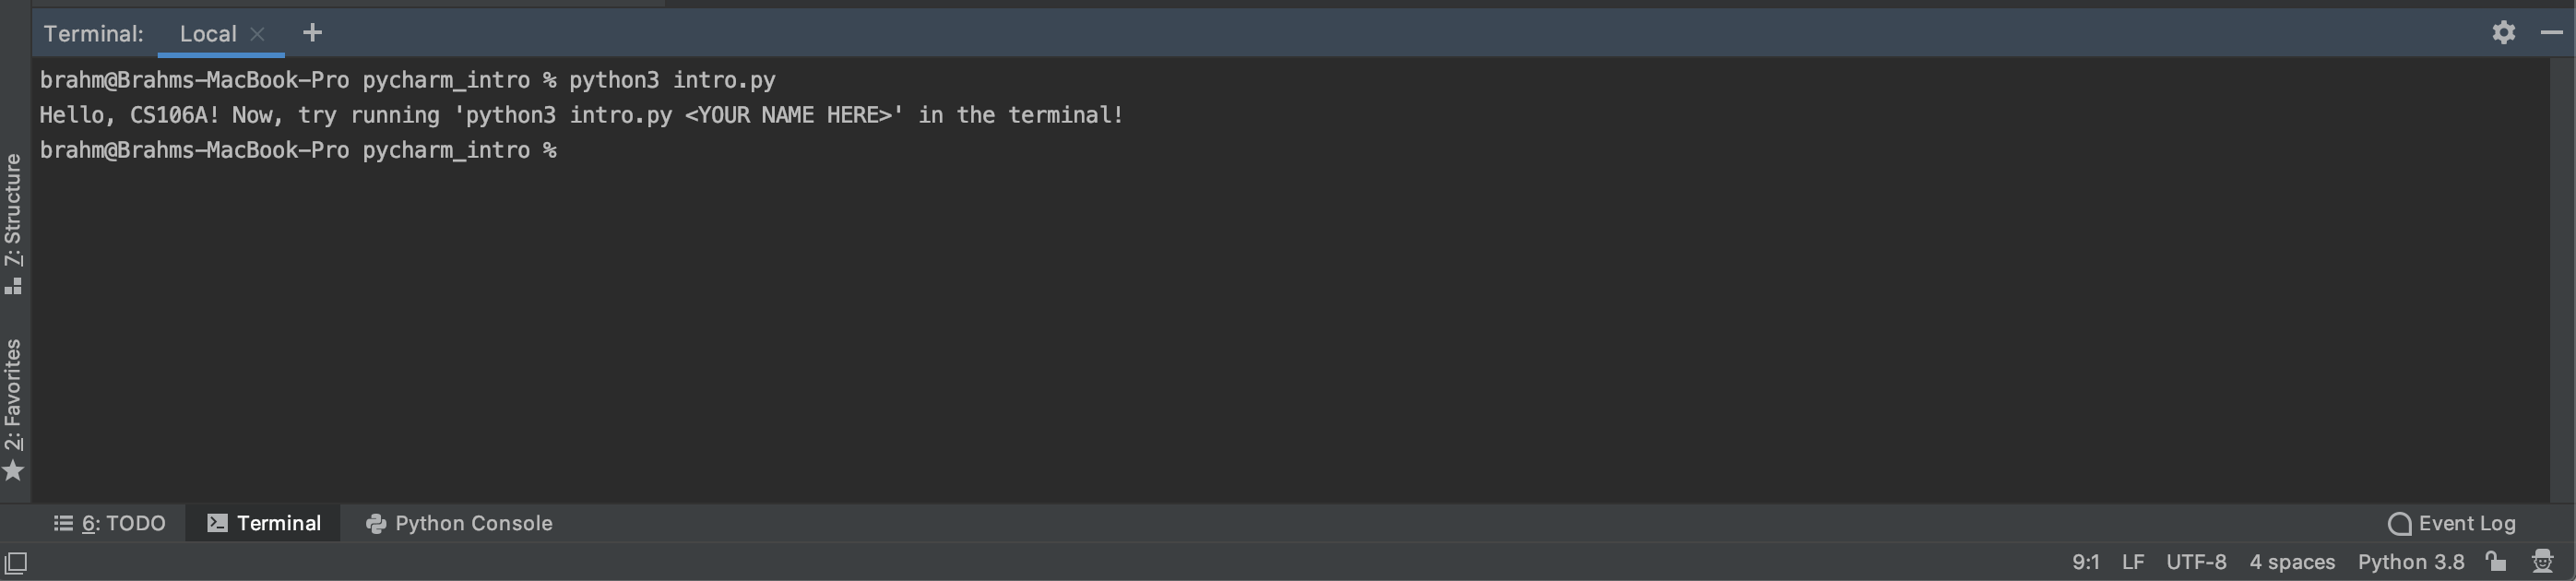 Terminal: Local
brahm@Brahms-MacBook-Pro pycharm_intro % python3 intro.py
Hello, CS106A! Now, try running 'python3 intro.py <YOUR NAME HERE>' in the terminal!
brahm@Brahms-MacBook-Pro pycharm_intro %
7: Structure
2: Favorites
6: TODO Terminal Python Console Event Log
9:1 LF UTF-8 4 spaces Python 3.8